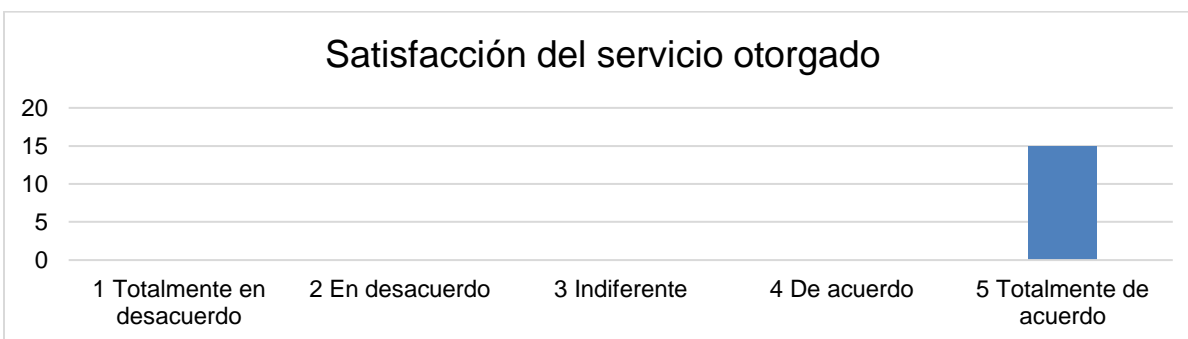 Satisfacción del servicio otorgado
20
15
10
5
0
1 Totalmente en
desacuerdo
2 En desacuerdo
3 Indiferente
4 De acuerdo
5 Totalmente de
acuerdo